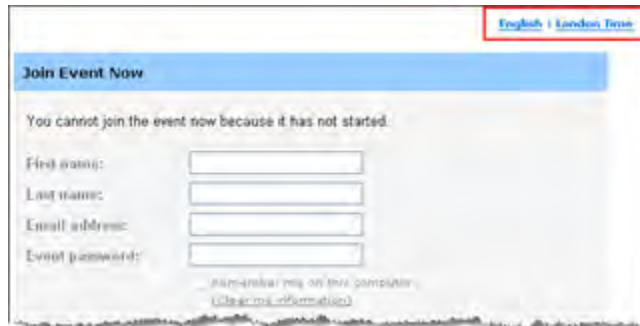 English | London Time
Join Event Now
You cannot join the event now because it has not started.
First name:
Last name:
Email address:
Event password:
Remember me on this computer
(Clear my information)